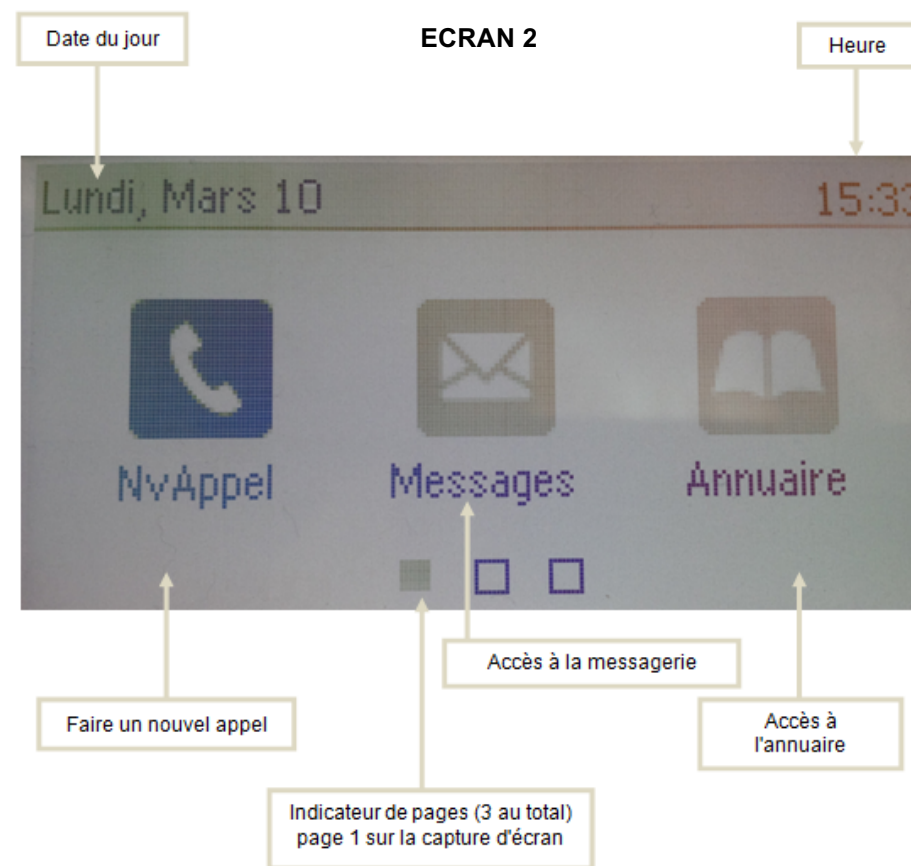 Date du jour
ECRAN 2
Heure
Lundi, Mars 10
15:33
NvAppel
Messages
Annuaire
Accès à la messagerie
Faire un nouvel appel
Accès à
l'annuaire
Indicateur de pages (3 au total)
page 1 sur la capture d'écran